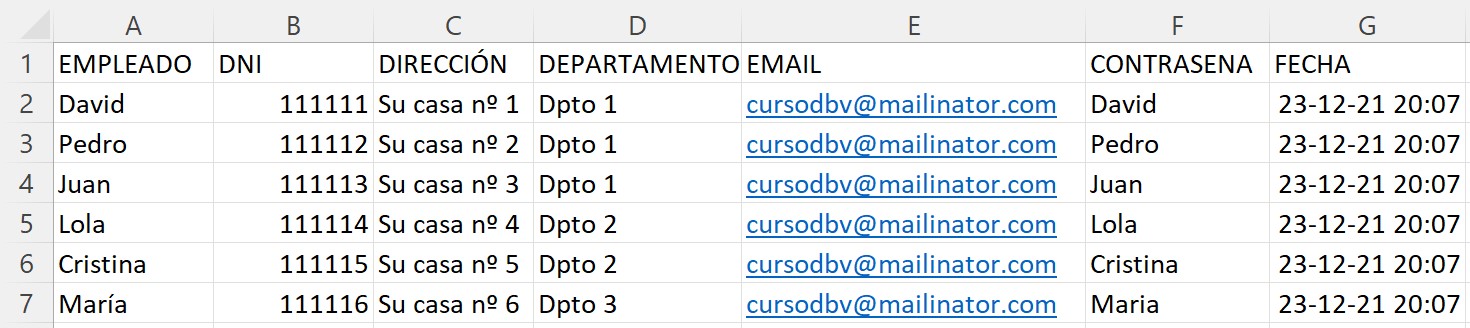 A B C D E F G
1 EMPLEADO DNI DIRECCIÓN DEPARTAMENTO EMAIL CONTRASENA FECHA
2 David 111111 Su casa nº 1 Dpto 1 cursodbv@mailinator.com David 23-12-21 20:07
3 Pedro 111112 Su casa nº 2 Dpto 1 cursodbv@mailinator.com Pedro 23-12-21 20:07
4 Juan 111113 Su casa nº 3 Dpto 1 cursodbv@mailinator.com Juan 23-12-21 20:07
5 Lola 111114 Su casa nº 4 Dpto 2 cursodbv@mailinator.com Lola 23-12-21 20:07
6 Cristina 111115 Su casa nº 5 Dpto 2 cursodbv@mailinator.com Cristina 23-12-21 20:07
7 María 111116 Su casa nº 6 Dpto 3 cursodbv@mailinator.com Maria 23-12-21 20:07